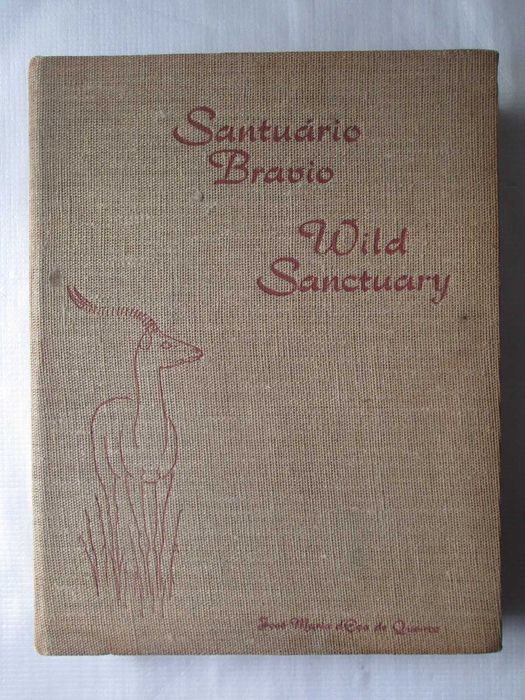 Santuário
Bravio
Wild
Sanctuary
José Maria d'Eça de Queiroz